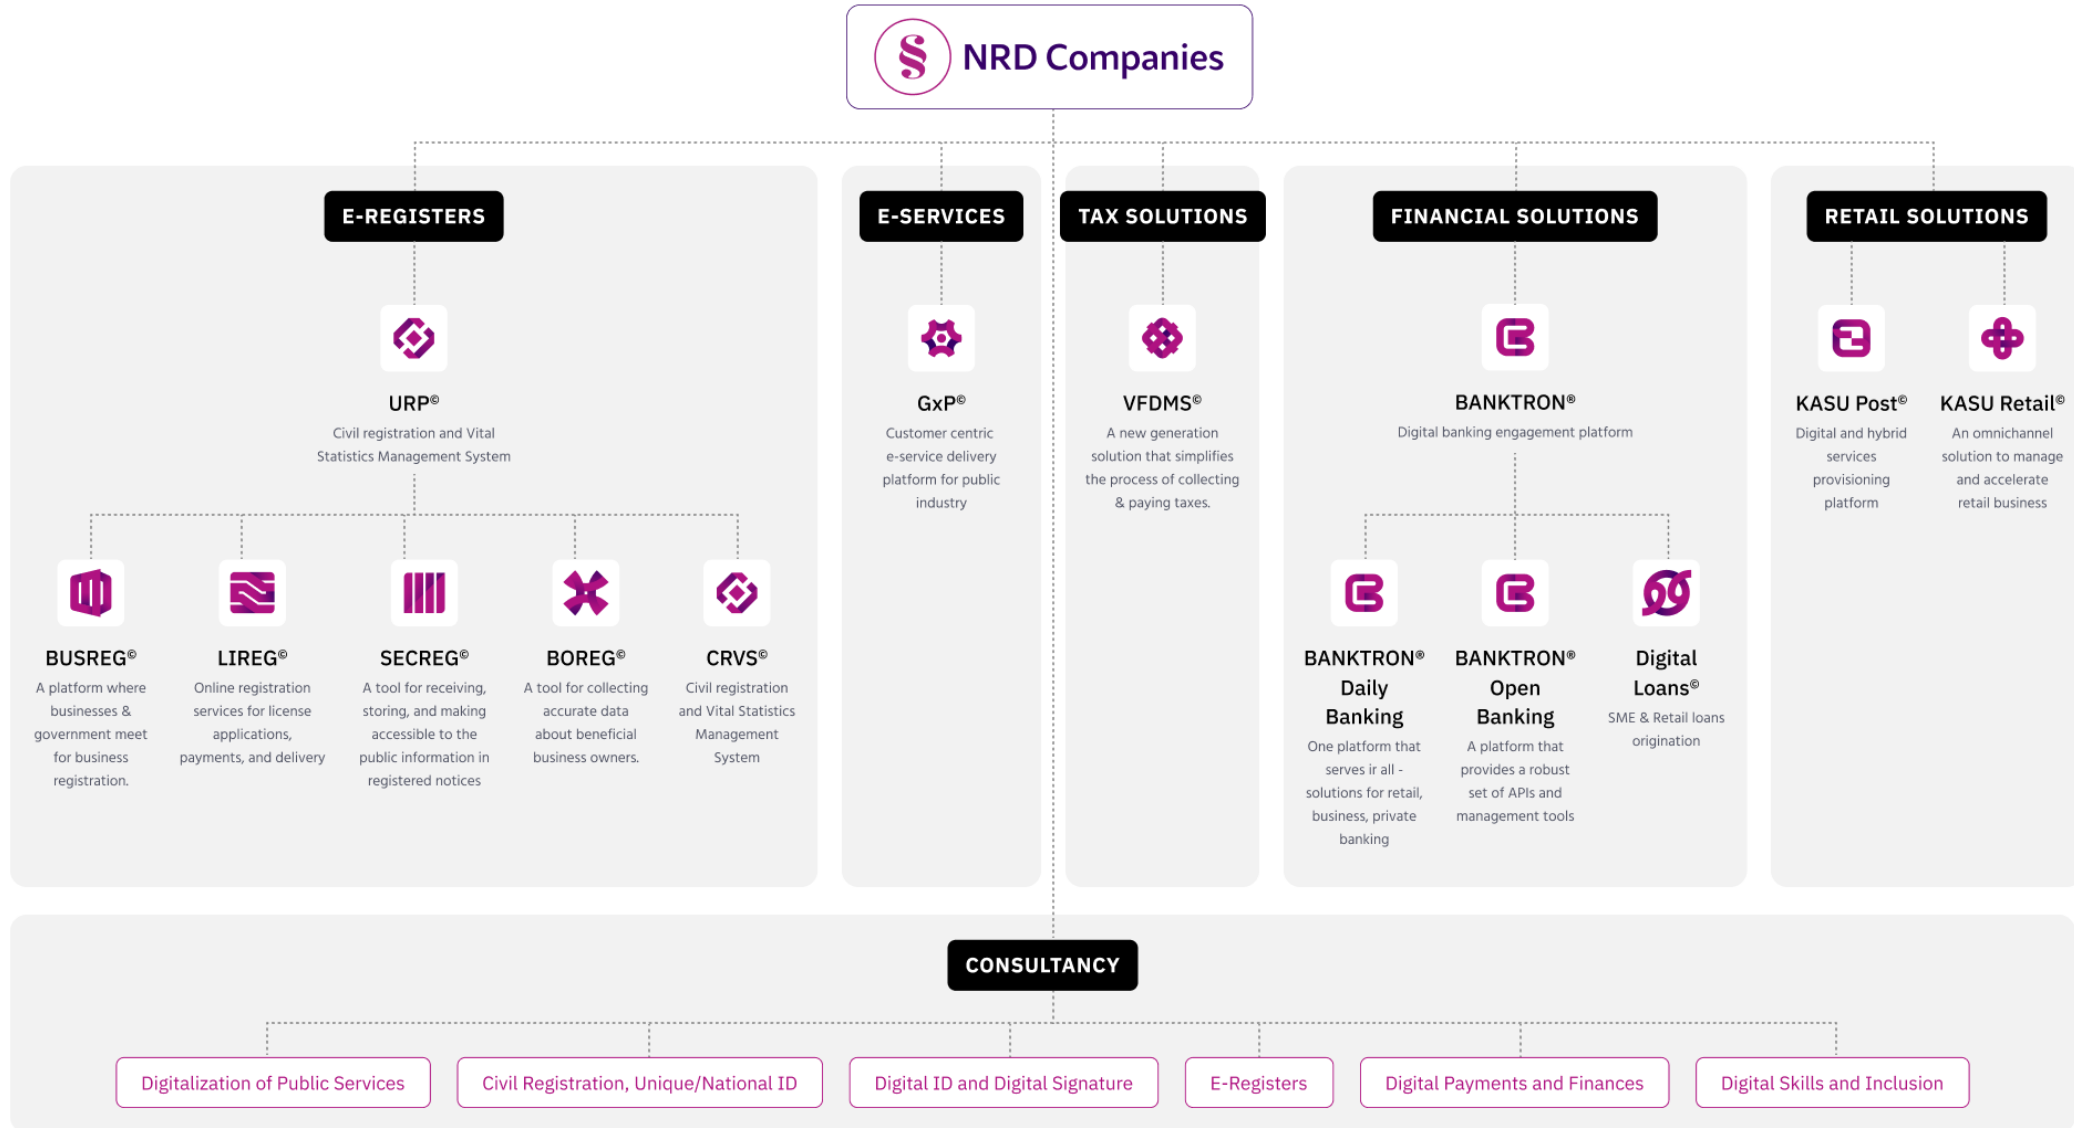 NRD Companies
E-REGISTERS
URP©
Civil registration and Vital
Statistics Management System
BUSREG©
A platform where
businesses &
government meet
for business
registration.
LIREG©
Online registration
services for license
applications,
payments, and delivery
SECREG©
A tool for receiving,
storing, and making
accessible to the
public information in
registered notices
BOREG©
A tool for collecting
accurate data
about beneficial
business owners.
CRVS©
Civil registration
and Vital Statistics
Management
System
E-SERVICES
GxP©
Customer centric
e-service delivery
platform for public
industry
TAX SOLUTIONS
VFDMS©
A new generation
solution that simplifies
the process of collecting
& paying taxes.
FINANCIAL SOLUTIONS
BANKTRON®
Digital banking engagement platform
BANKTRON®
Daily
Banking
One platform that
serves ir all -
solutions for retail,
business, private
banking
BANKTRON®
Open
Banking
A platform that
provides a robust
set of APIs and
management tools
Digital
Loans©
SME & Retail loans
origination
RETAIL SOLUTIONS
KASU Post©
Digital and hybrid
services
provisioning
platform
KASU Retail©
An omnichannel
solution to manage
and accelerate
retail business
CONSULTANCY
Digitalization of Public Services
Civil Registration, Unique/National ID
Digital ID and Digital Signature
E-Registers
Digital Payments and Finances
Digital Skills and Inclusion